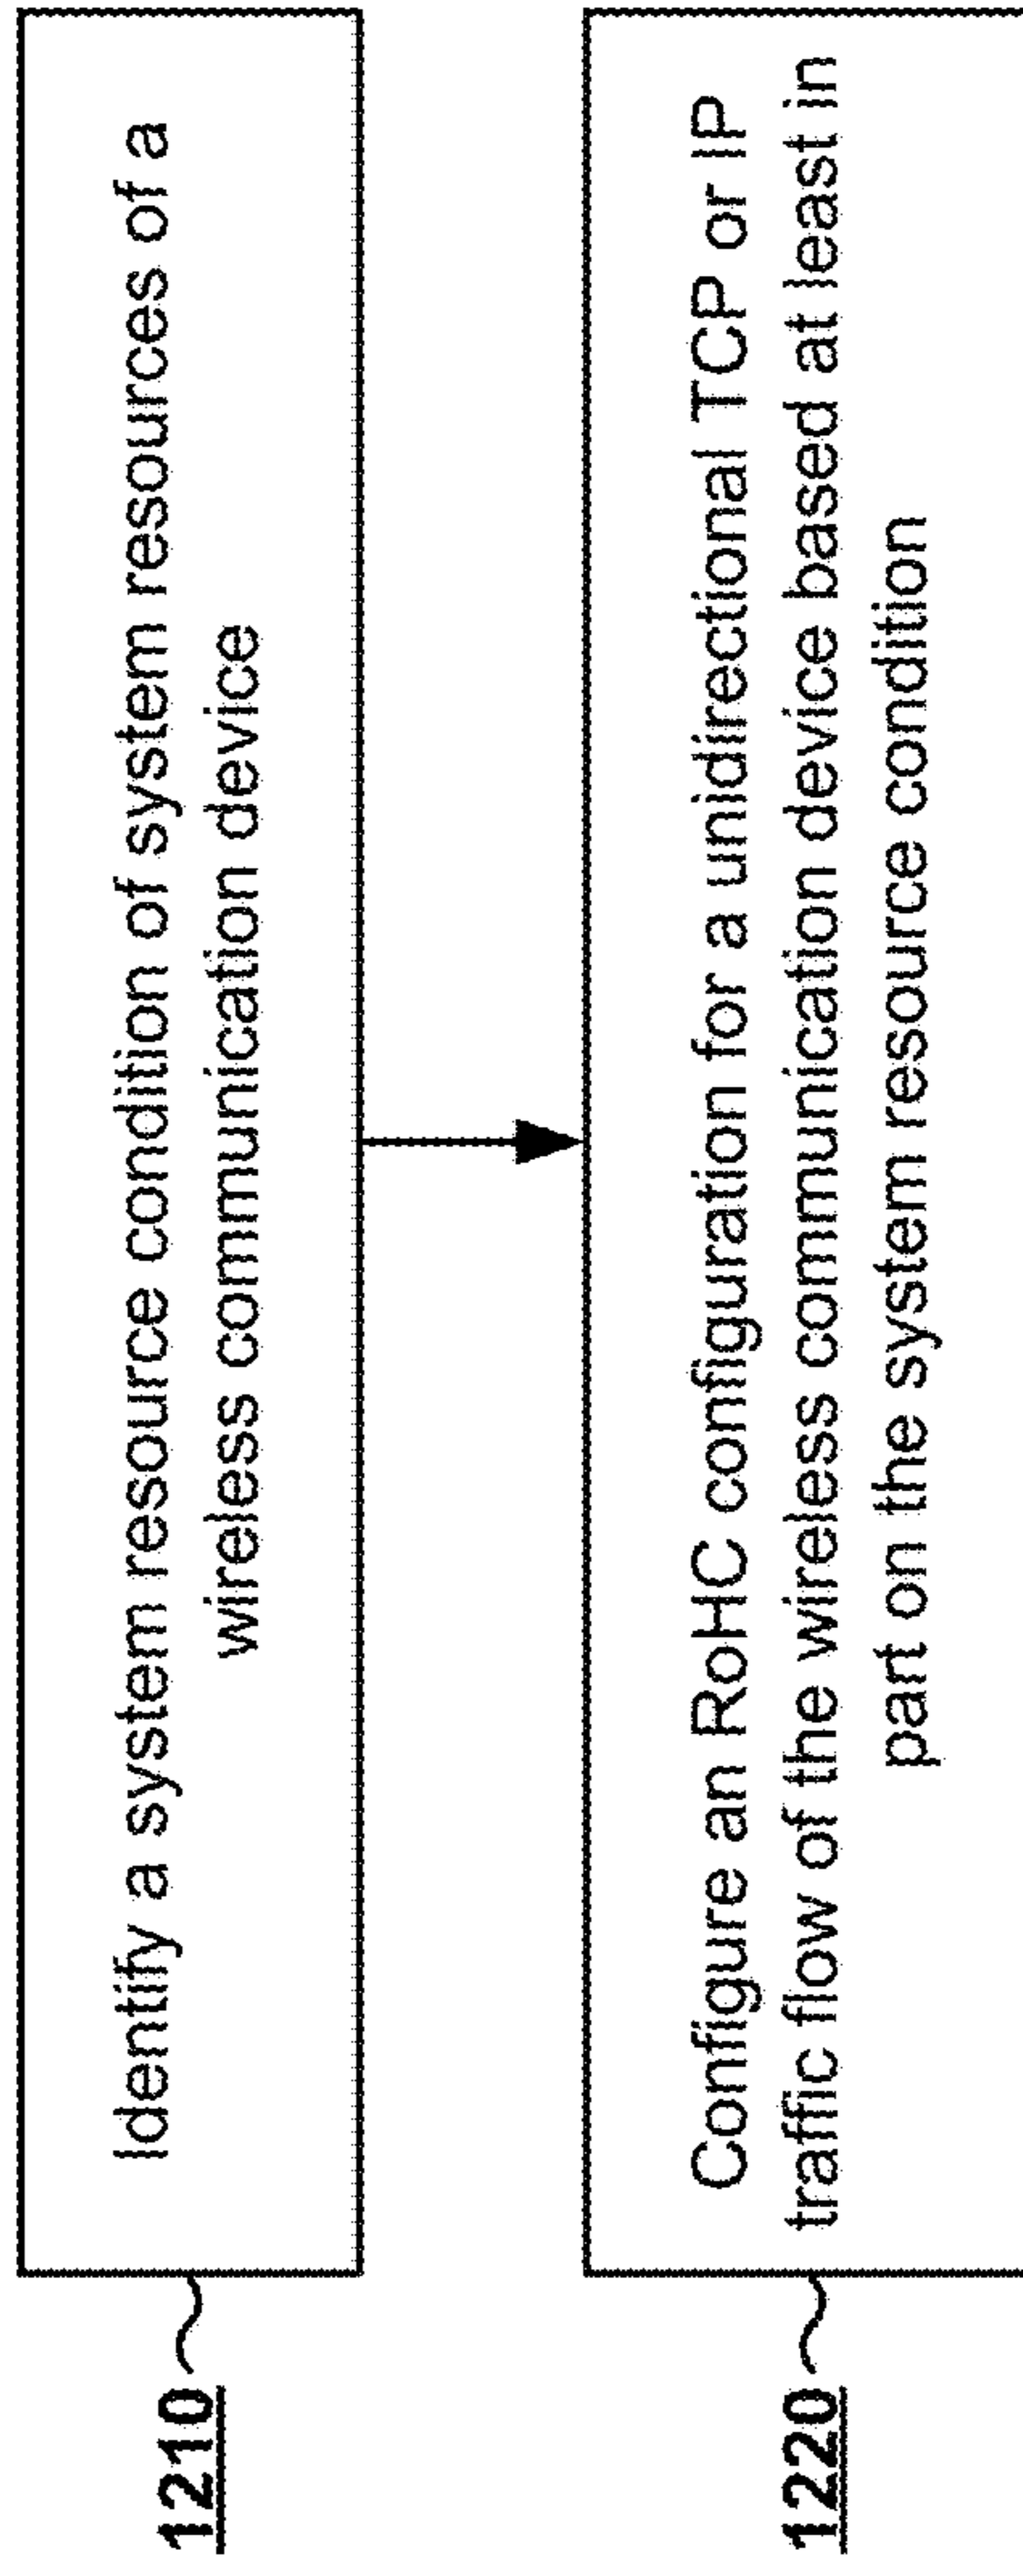 1210
Identify a system resource condition of system resources of a
wireless communication device
1220
Configure an RoHC configuration for a unidirectional TCP or IP
traffic flow of the wireless communication device based at least in
part on the system resource condition